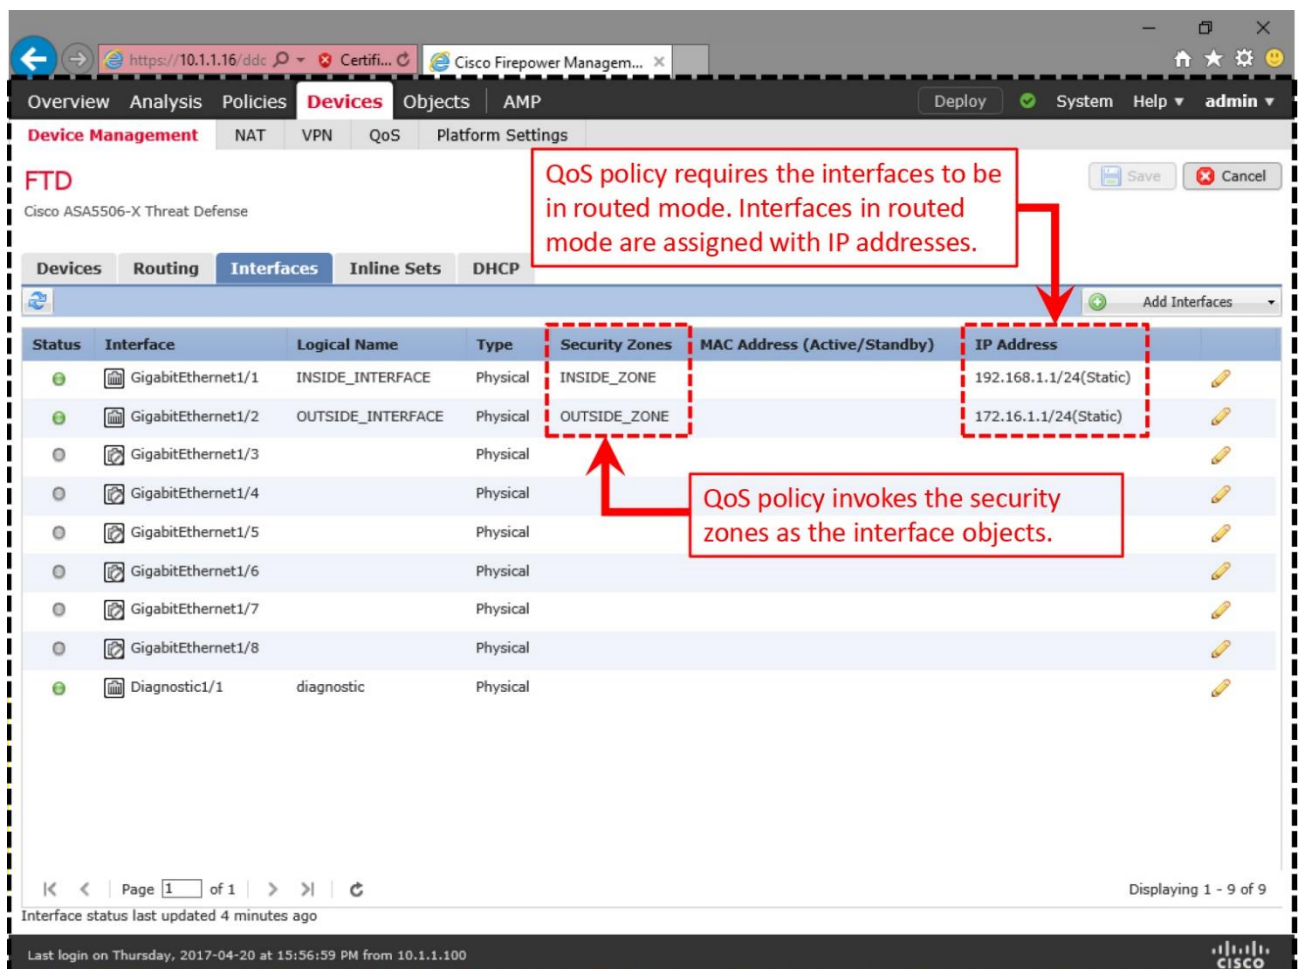 https://10.1.1.16/ddc Certifi... Cisco Firepower Managem...
Overview Analysis Policies Devices Objects AMP Deploy System Help admin
Device Management NAT VPN QoS Platform Settings
FTD
Cisco ASA5506-X Threat Defense
Save Cancel
QoS policy requires the interfaces to be
in routed mode. Interfaces in routed
mode are assigned with IP addresses.
Devices Routing Interfaces Inline Sets DHCP
Add Interfaces
Status Interface Logical Name Type Security Zones MAC Address (Active/Standby) IP Address
GigabitEthernet1/1 INSIDE_INTERFACE Physical INSIDE_ZONE 192.168.1.1/24(Static)
GigabitEthernet1/2 OUTSIDE_INTERFACE Physical OUTSIDE_ZONE 172.16.1.1/24(Static)
GigabitEthernet1/3 Physical
GigabitEthernet1/4 Physical
QoS policy invokes the security
zones as the interface objects.
GigabitEthernet1/5 Physical
GigabitEthernet1/6 Physical
GigabitEthernet1/7 Physical
GigabitEthernet1/8 Physical
Diagnostic1/1 diagnostic Physical
Page 1 of 1 Displaying 1 - 9 of 9
Interface status last updated 4 minutes ago
Last login on Thursday, 2017-04-20 at 15:56:59 PM from 10.1.1.100
CISCO